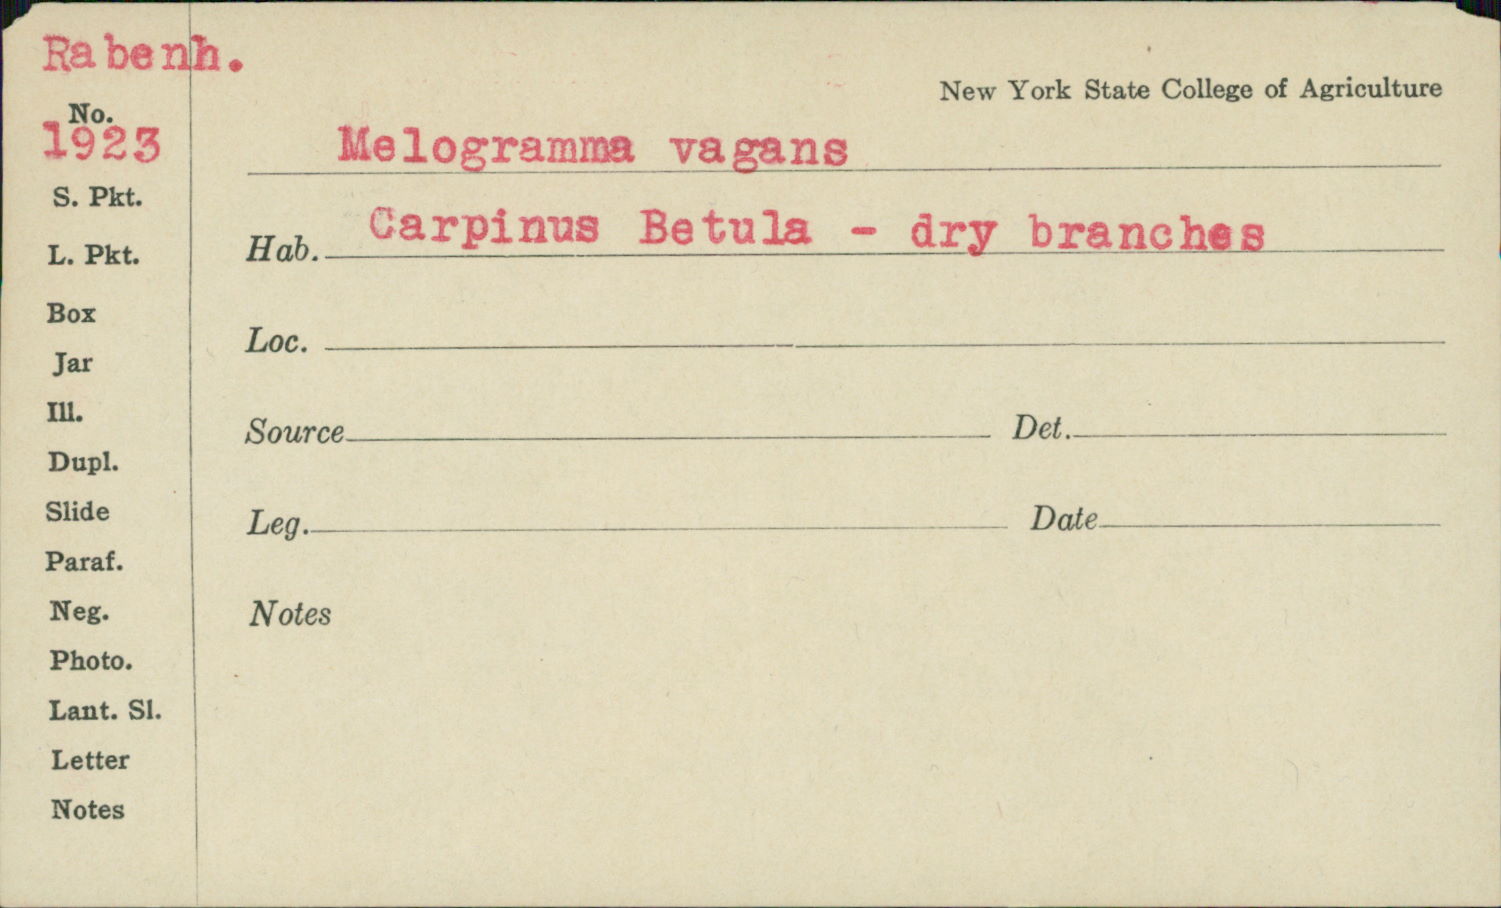 Rabenh.
New York State College of Agriculture
No.
1923
Melogramma vagans
S. Pkt.
Hab. Carpinus Betula - dry branches
L. Pkt.
Box
Loc.
Jar
Ill.
Source Det.
Dupl.
Slide
Leg. Date
Paraf.
Neg.
Notes
Photo.
Lant. Sl.
Letter
Notes